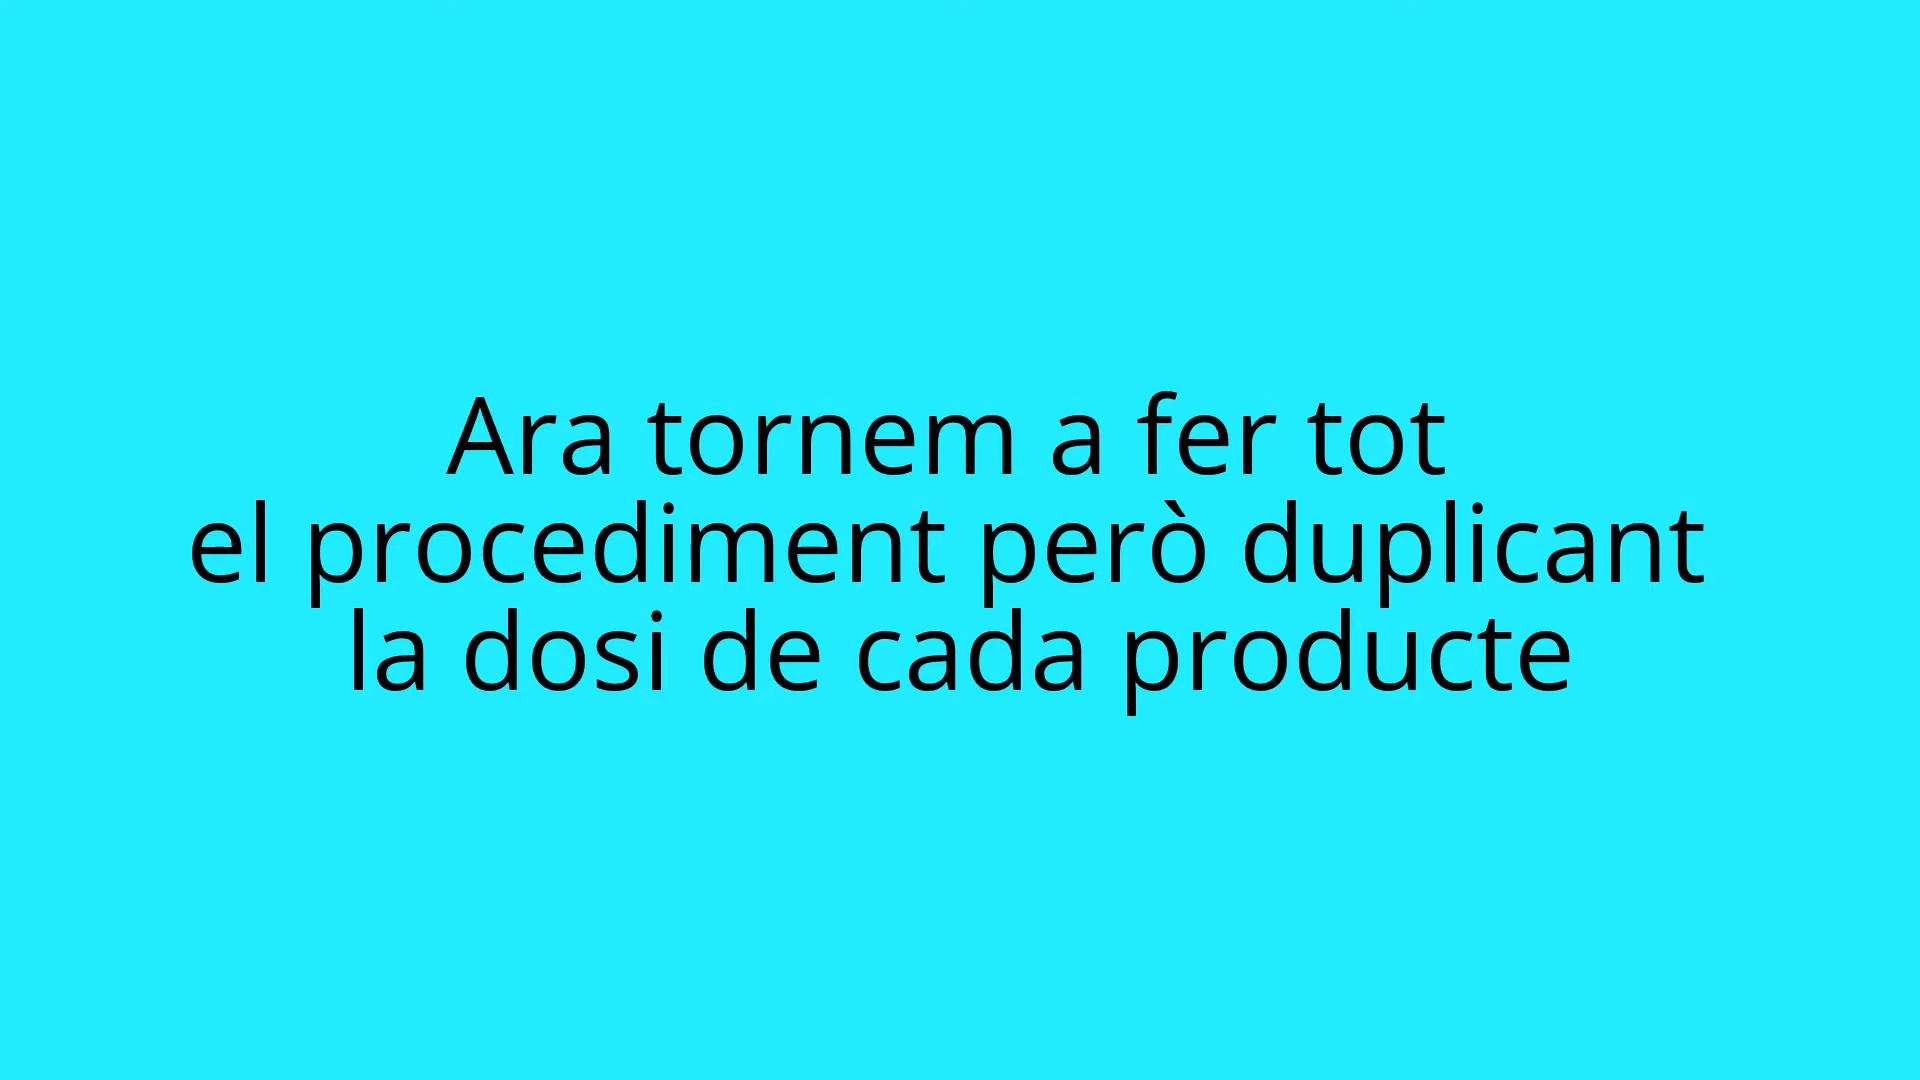 Ara tornem a fer tot
el procediment però duplicant
la dosi de cada producte